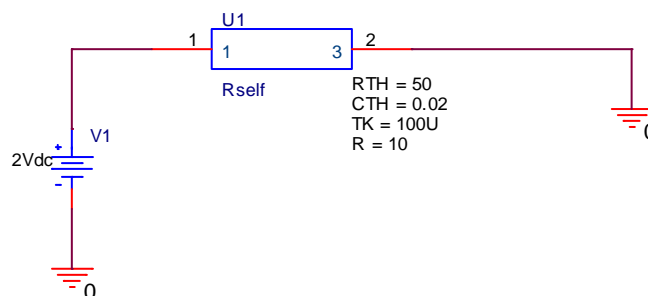 U1
1
1
3
2
Rself
RTH = 50
CTH = 0.02
TK = 100U
R = 10
V1
2Vdc
0
0